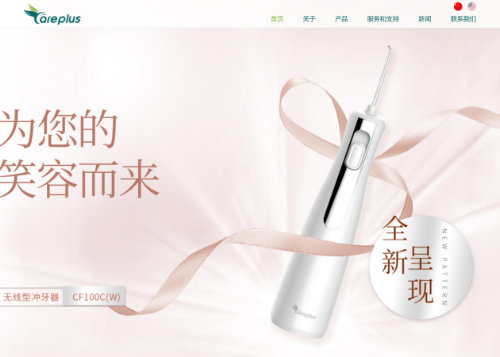 Careplus
首页 关于 产品 服务和支持 新闻 联系我们
为您的
笑容而来
全新
呈现
NEW PATTERN
无线型冲牙器 CF100C(W)
Careplus